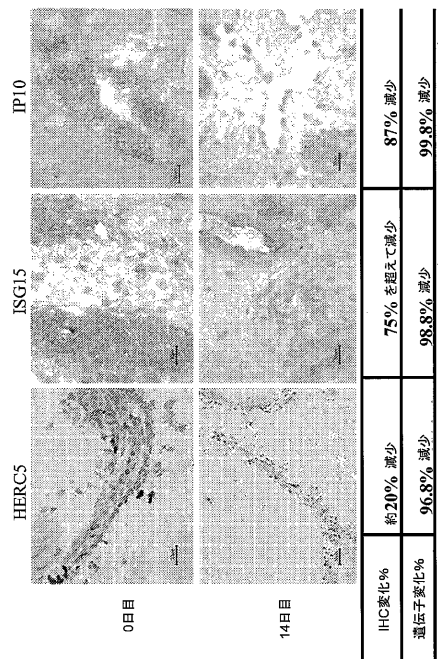 HERC5 ISG15 IP10
0日目
14日目
IHC変化% 約20% 減少 75% を超えて減少 87% 減少
遺伝子変化% 96.8% 減少 98.8% 減少 99.8% 減少